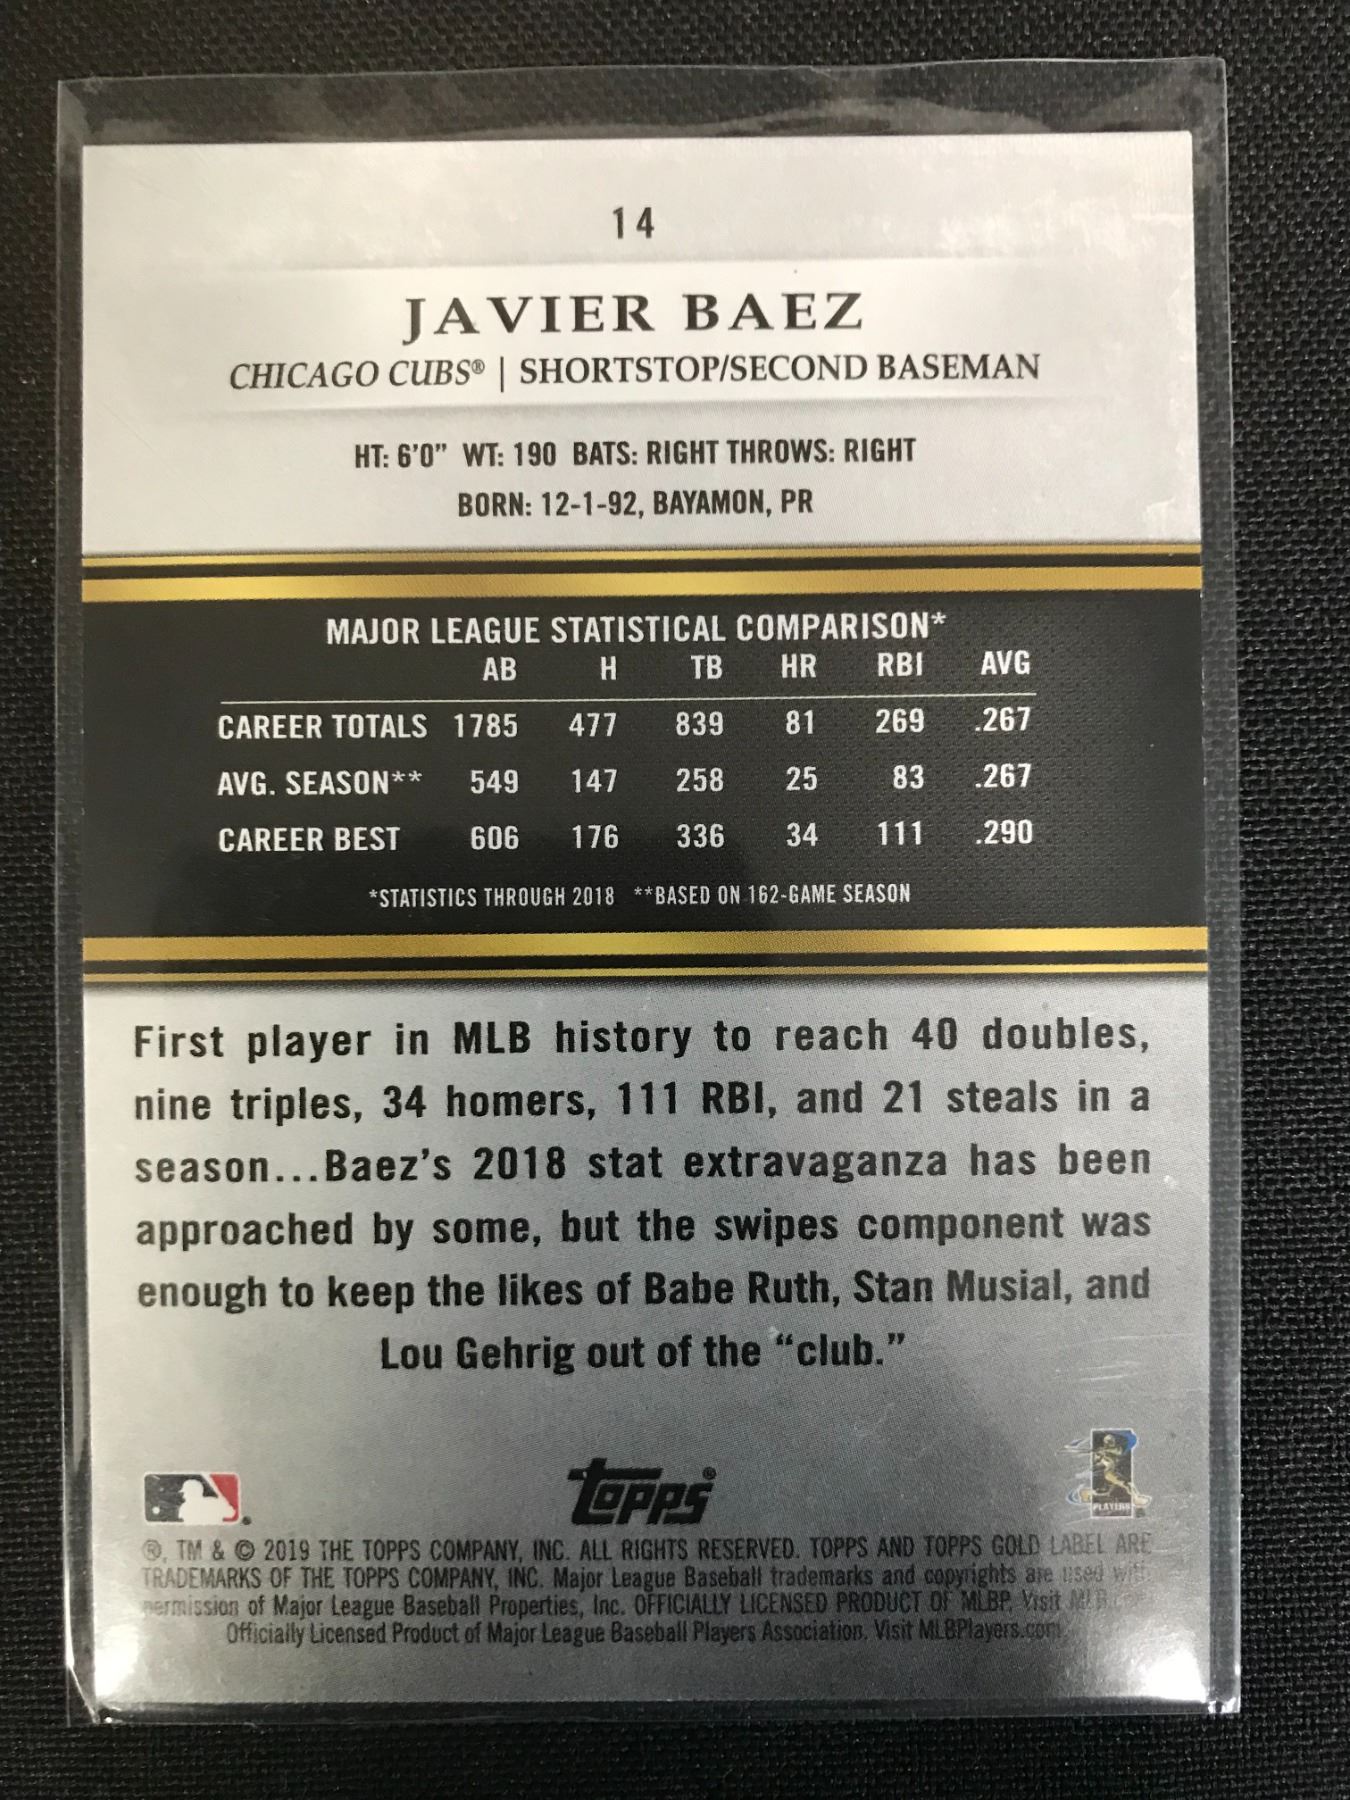 14
JAVIER BAEZ
CHICAGO CUBS® | SHORTSTOP/SECOND BASEMAN
HT: 6'0" WT: 190 BATS: RIGHT THROWS: RIGHT
BORN: 12-1-92, BAYAMON, PR
MAJOR LEAGUE STATISTICAL COMPARISON*
AB H TB HR RBI AVG
CAREER TOTALS 1785 477 839 81 269 .267
AVG. SEASON** 549 147 258 25 83 .267
CAREER BEST 606 176 336 34 111 .290
*STATISTICS THROUGH 2018 **BASED ON 162-GAME SEASON
First player in MLB history to reach 40 doubles,
nine triples, 34 homers, 111 RBI, and 21 steals in a
season...Baez's 2018 stat extravaganza has been
approached by some, but the swipes component was
enough to keep the likes of Babe Ruth, Stan Musial, and
Lou Gehrig out of the "club."
Topps®
PLAYERS
®, TM & © 2019 THE TOPPS COMPANY, INC. ALL RIGHTS RESERVED. TOPPS AND TOPPS GOLD LABEL ARE
TRADEMARKS OF THE TOPPS COMPANY, INC. Major League Baseball trademarks and copyrights are used with
permission of Major League Baseball Properties, Inc. OFFICIALLY LICENSED PRODUCT OF MLBP. Visit
Officially Licensed Product of Major League Baseball Players Association. Visit MLBPlayers.com